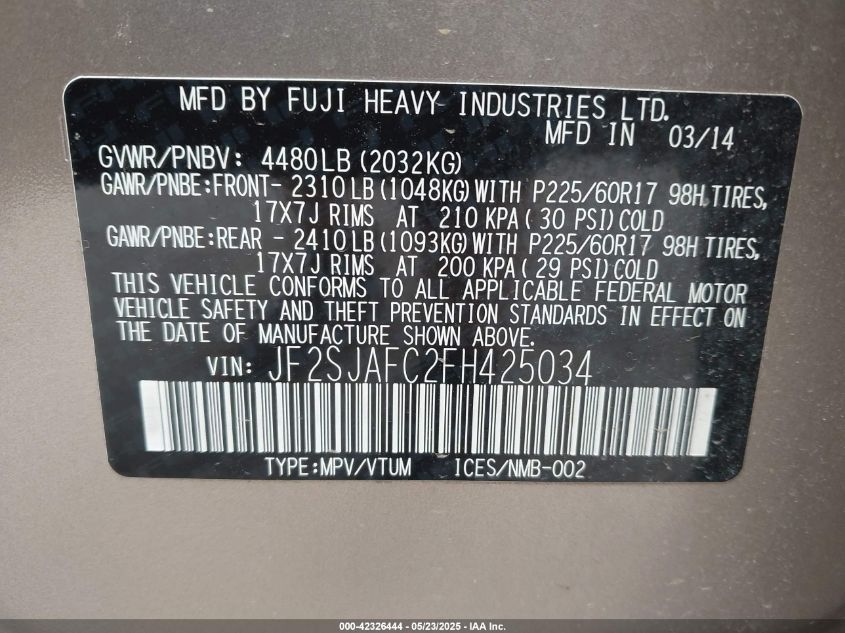 MFD BY FUJI HEAVY INDUSTRIES LTD.
MFD IN 03/14
GVWR/PNBV: 4480LB (2032KG)
GAWR/PNBE:FRONT- 2310LB (1048KG) WITH P225/60R17 98H TIRES,
17X7J RIMS AT 210 KPA ( 30 PSI) COLD
GAWR/PNBE:REAR - 2410LB (1093KG) WITH P225/60R17 98H TIRES,
17X7J RIMS AT 200 KPA ( 29 PSI) COLD
THIS VEHICLE CONFORMS TO ALL APPLICABLE FEDERAL MOTOR
VEHICLE SAFETY AND THEFT PREVENTION STANDARDS IN EFFECT ON
THE DATE OF MANUFACTURE SHOWN ABOVE.
VIN: JF2SJAFC2FH425034
TYPE:MPV/VTUM ICES/NMB-002
000-42326444 - 05/23/2025 - IAA Inc.